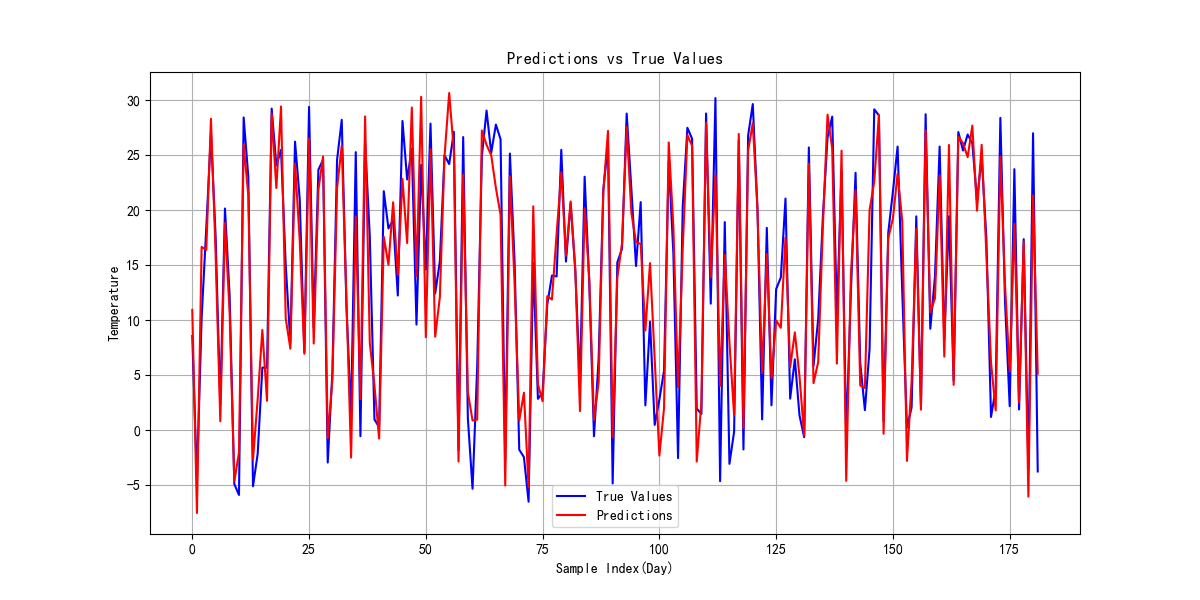 Predictions vs True Values
Temperature
30
25
20
15
10
5
0
−5
0 25 50 75 100 125 150 175
Sample Index(Day)
True Values
Predictions